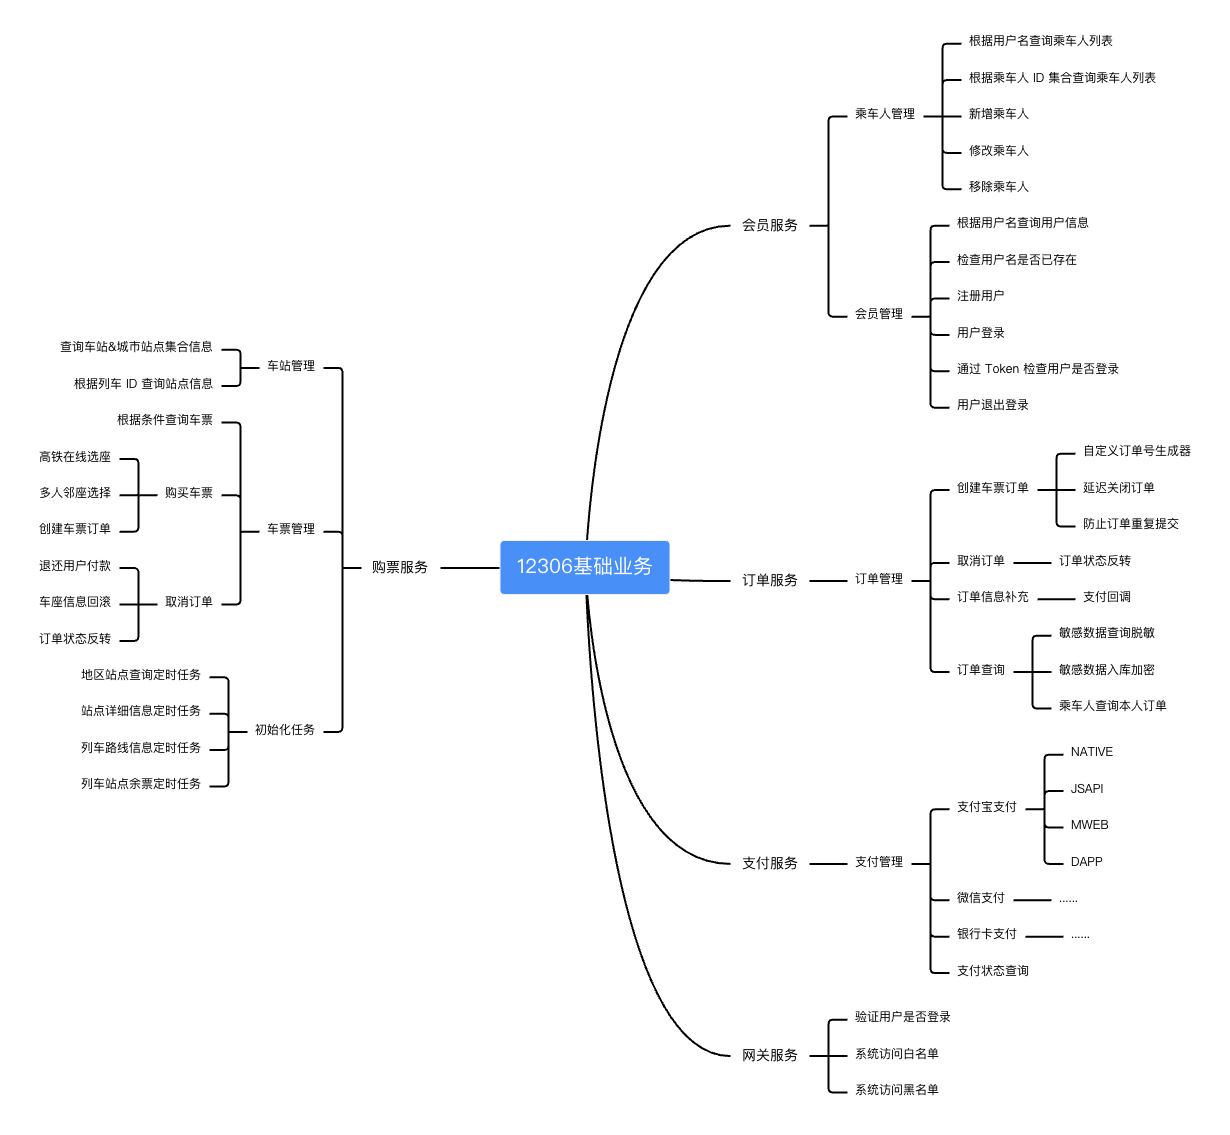 12306基础业务
会员服务
乘车人管理
根据用户名查询乘车人列表
根据乘车人 ID 集合查询乘车人列表
新增乘车人
修改乘车人
移除乘车人
会员管理
根据用户名查询用户信息
检查用户名是否已存在
注册用户
用户登录
通过 Token 检查用户是否登录
用户退出登录
订单服务
订单管理
创建车票订单
自定义订单号生成器
延迟关闭订单
防止订单重复提交
取消订单
订单状态反转
订单信息补充
支付回调
订单查询
敏感数据查询脱敏
敏感数据入库加密
乘车人查询本人订单
支付服务
支付管理
支付宝支付
NATIVE
JSAPI
MWEB
DAPP
微信支付
......
银行卡支付
......
支付状态查询
网关服务
验证用户是否登录
系统访问白名单
系统访问黑名单
购票服务
车站管理
查询车站&城市站点集合信息
根据列车 ID 查询站点信息
车票管理
根据条件查询车票
购买车票
高铁在线选座
多人邻座选择
创建车票订单
取消订单
退还用户付款
车座信息回滚
订单状态反转
初始化任务
地区站点查询定时任务
站点详细信息定时任务
列车路线信息定时任务
列车站点余票定时任务